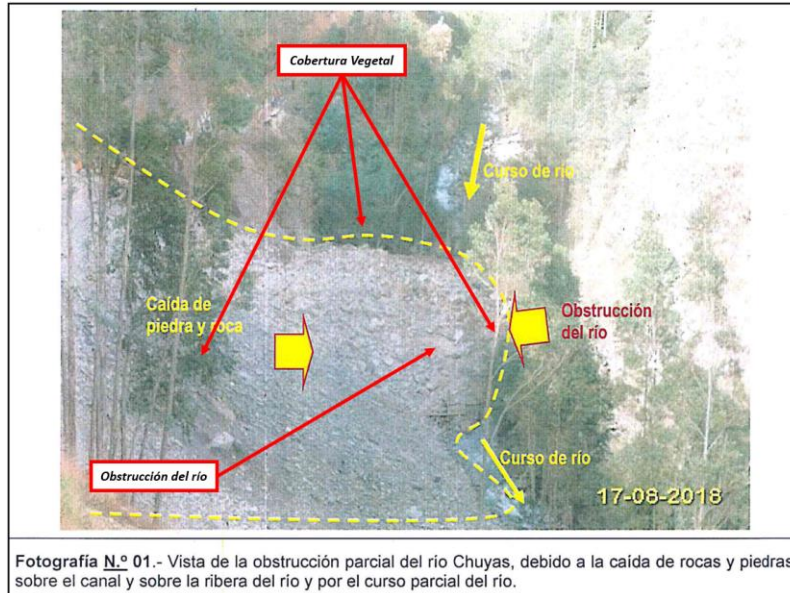 Cobertura Vegetal
Curso de río
Caída de
piedra y roca
Obstrucción
del río
Curso de río
Obstrucción del río
17-08-2018
Fotografía N.º 01.- Vista de la obstrucción parcial del río Chuyas, debido a la caída de rocas y piedras
sobre el canal y sobre la ribera del río y por el curso parcial del río.